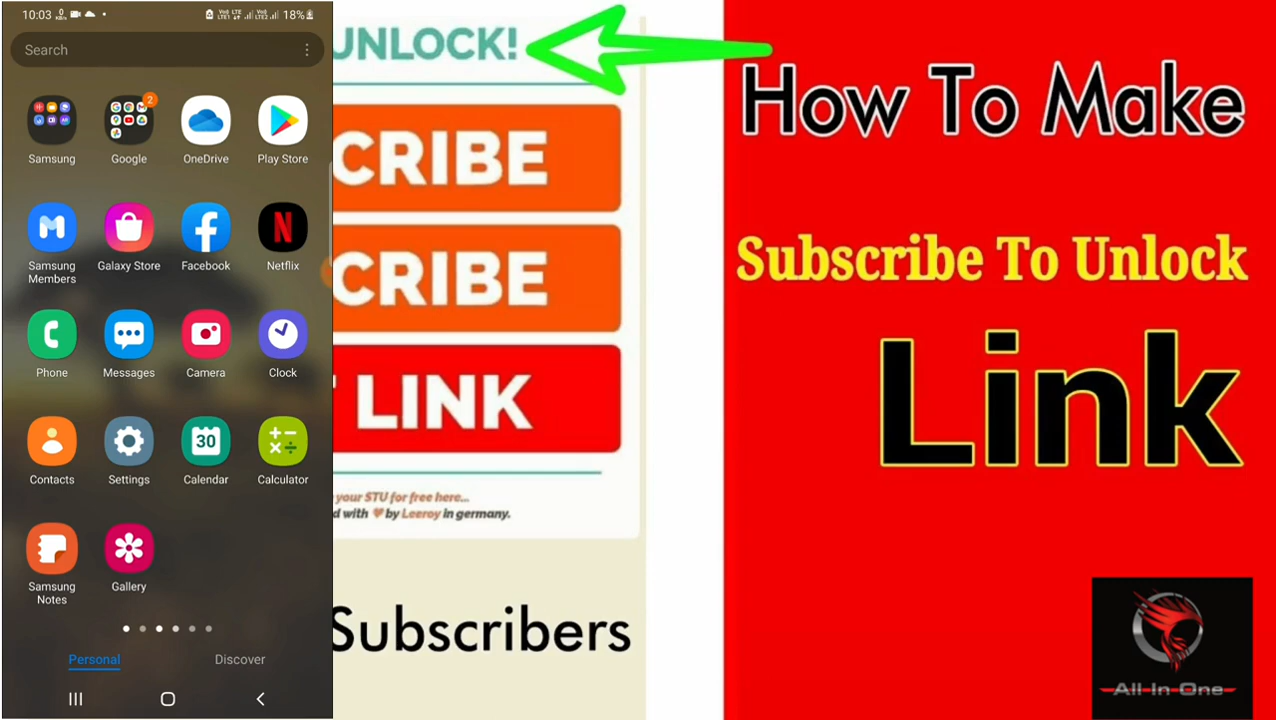 10:03
18%
Search
2
Samsung
Google
OneDrive
Play Store
Samsung
Members
Galaxy Store
Facebook
Netflix
Phone
Messages
Camera
Clock
30
Contacts
Settings
Calendar
Calculator
Samsung
Notes
Gallery
Personal
Discover
UNLOCK!
CRIBE
CRIBE
LINK
your STU for free here...
d with ❤ by Leeroy in germany.
Subscribers
How To Make
Subscribe To Unlock
Link
All In One